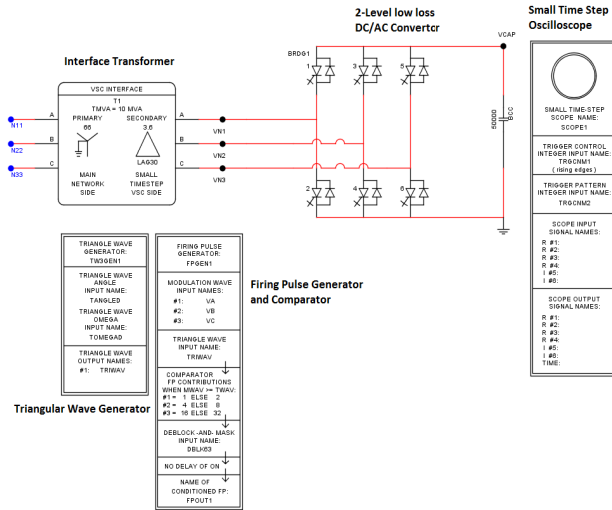 2-Level low loss
DC/AC Convertcr
Small Time Step
Oscilloscope
Interface Transformer
VSC INTERFACE
T1
TMVA = 10 MVA
PRIMARY SECONDARY
66 3.6
LAG30
MAIN
NETWORK
SIDE
SMALL
TIMESTEP
VSC SIDE
A
B
C
A
B
C
N11
N22
N33
VN1
VN2
VN3
BRDG1
1
3
5
2
4
6
VCAP
50000
BCC
SMALL TIME-STEP
SCOPE NAME:
SCOPE1
TRIGGER CONTROL
INTEGER INPUT NAME:
TRGCNM1
( rising edges )
TRIGGER PATTERN
INTEGER INPUT NAME:
TRGCNM2
SCOPE INPUT
SIGNAL NAMES:
R #1:
R #2:
R #3:
R #4:
I #5:
I #6:
SCOPE OUTPUT
SIGNAL NAMES:
R #1:
R #2:
R #3:
R #4:
I #5:
I #6:
TIME:
TRIANGLE WAVE
GENERATOR:
TW3GEN1
TRIANGLE WAVE
ANGLE
INPUT NAME:
TANGLED
TRIANGLE WAVE
OMEGA
INPUT NAME:
TOMEGAD
TRIANGLE WAVE
OUTPUT NAMES:
#1: TRIWAV
Triangular Wave Generator
FIRING PULSE
GENERATOR:
FPGEN1
MODULATION WAVE
INPUT NAMES:
#1: VA
#2: VB
#3: VC
TRIANGLE WAVE
INPUT NAME:
TRIWAV
COMPARATOR
FP CONTRIBUTIONS
WHEN MWAV >= TWAV:
#1 = 1 ELSE 2
#2 = 4 ELSE 8
#3 = 16 ELSE 32
DEBLOCK-AND-MASK
INPUT NAME:
DBLK63
NO DELAY OF ON
NAME OF
CONDITIONED FP:
FPOUT1
Firing Pulse Generator
and Comparator